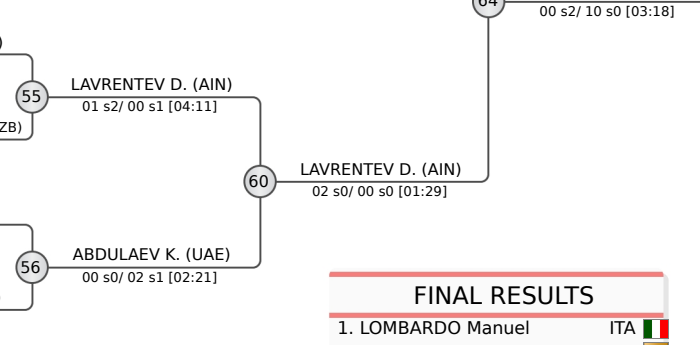 64
00 s2/ 10 s0 [03:18]
)
LAVRENTEV D. (AIN)
55
01 s2/ 00 s1 [04:11]
ZB)
LAVRENTEV D. (AIN)
60
02 s0/ 00 s0 [01:29]
ABDULAEV K. (UAE)
56
00 s0/ 02 s1 [02:21]
FINAL RESULTS
1. LOMBARDO Manuel ITA